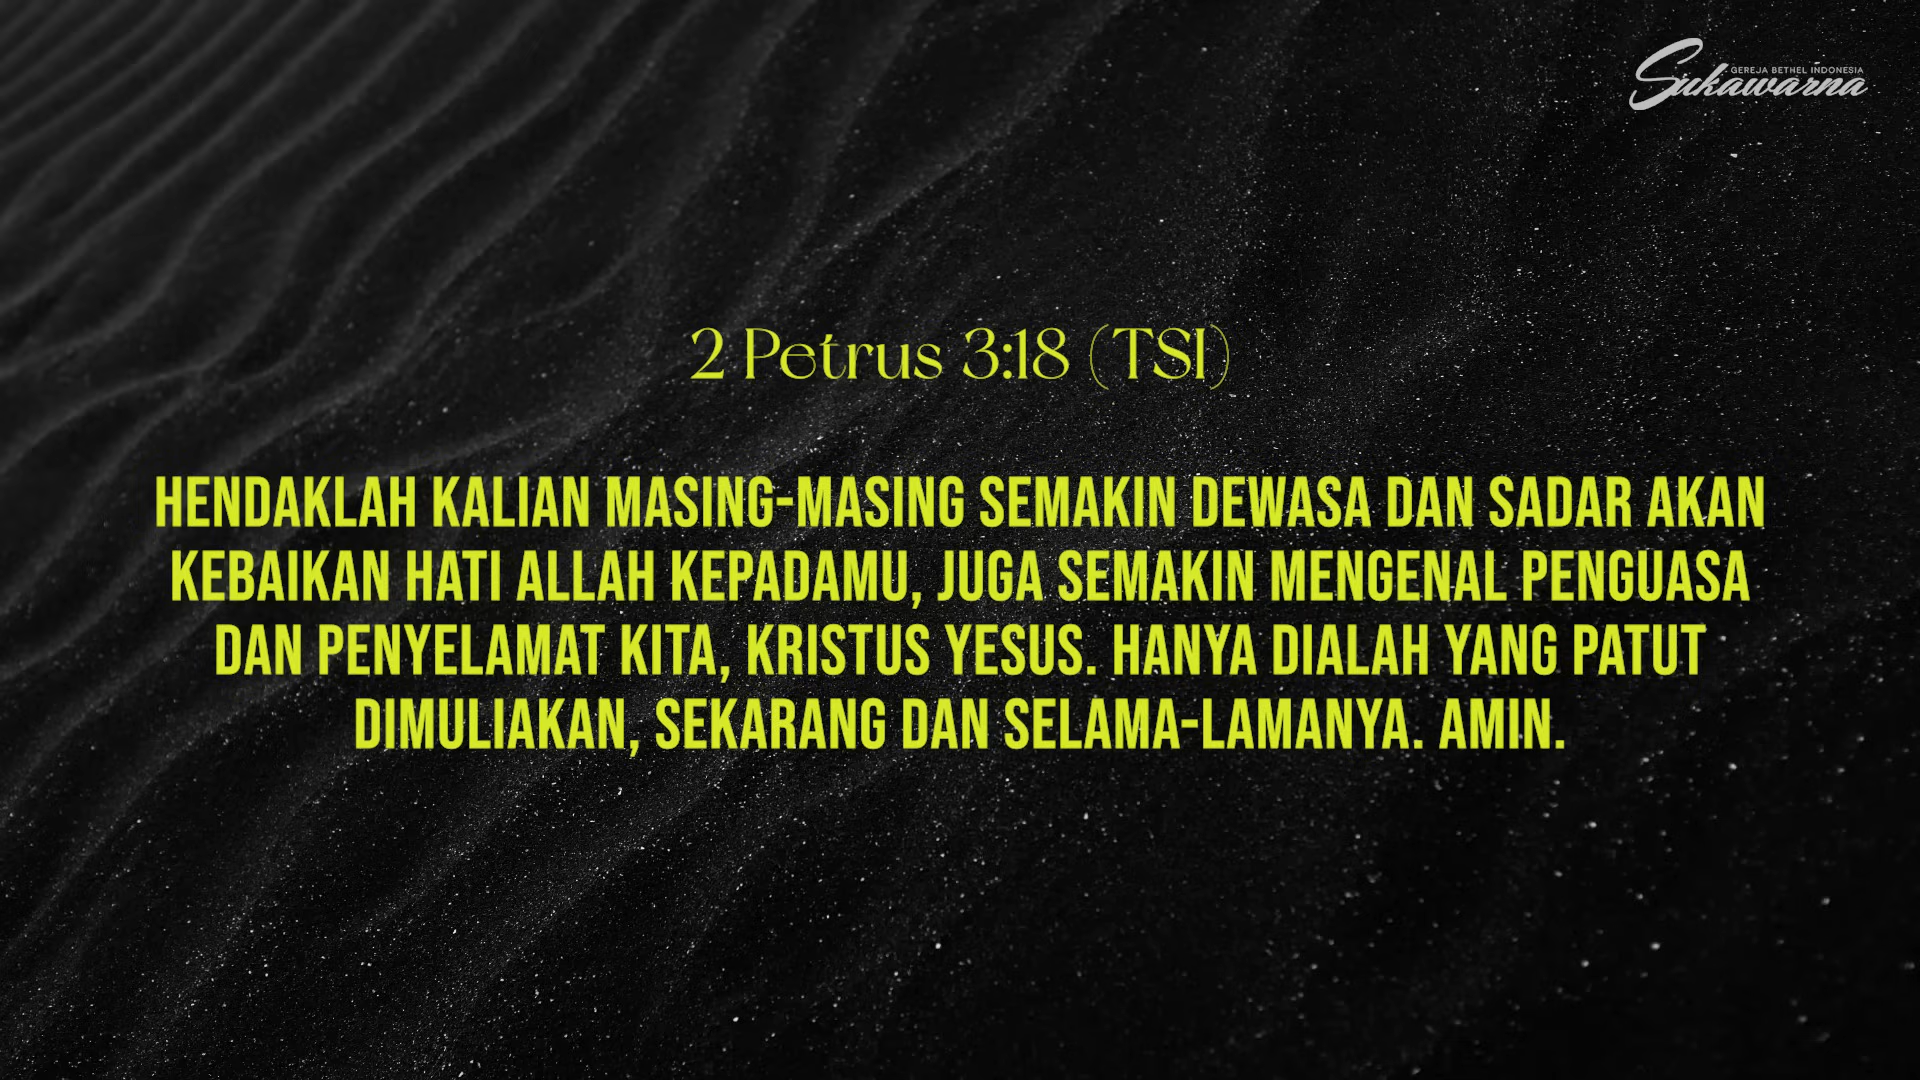 GEREJA BETHEL INDONESIA
Sukawarna
2 Petrus 3:18 (TSI)
HENDAKLAH KALIAN MASING-MASING SEMAKIN DEWASA DAN SADAR AKAN
KEBAIKAN HATI ALLAH KEPADAMU, JUGA SEMAKIN MENGENAL PENGUASA
DAN PENYELAMAT KITA, KRISTUS YESUS. HANYA DIALAH YANG PATUT
DIMULIAKAN, SEKARANG DAN SELAMA-LAMANYA. AMIN.